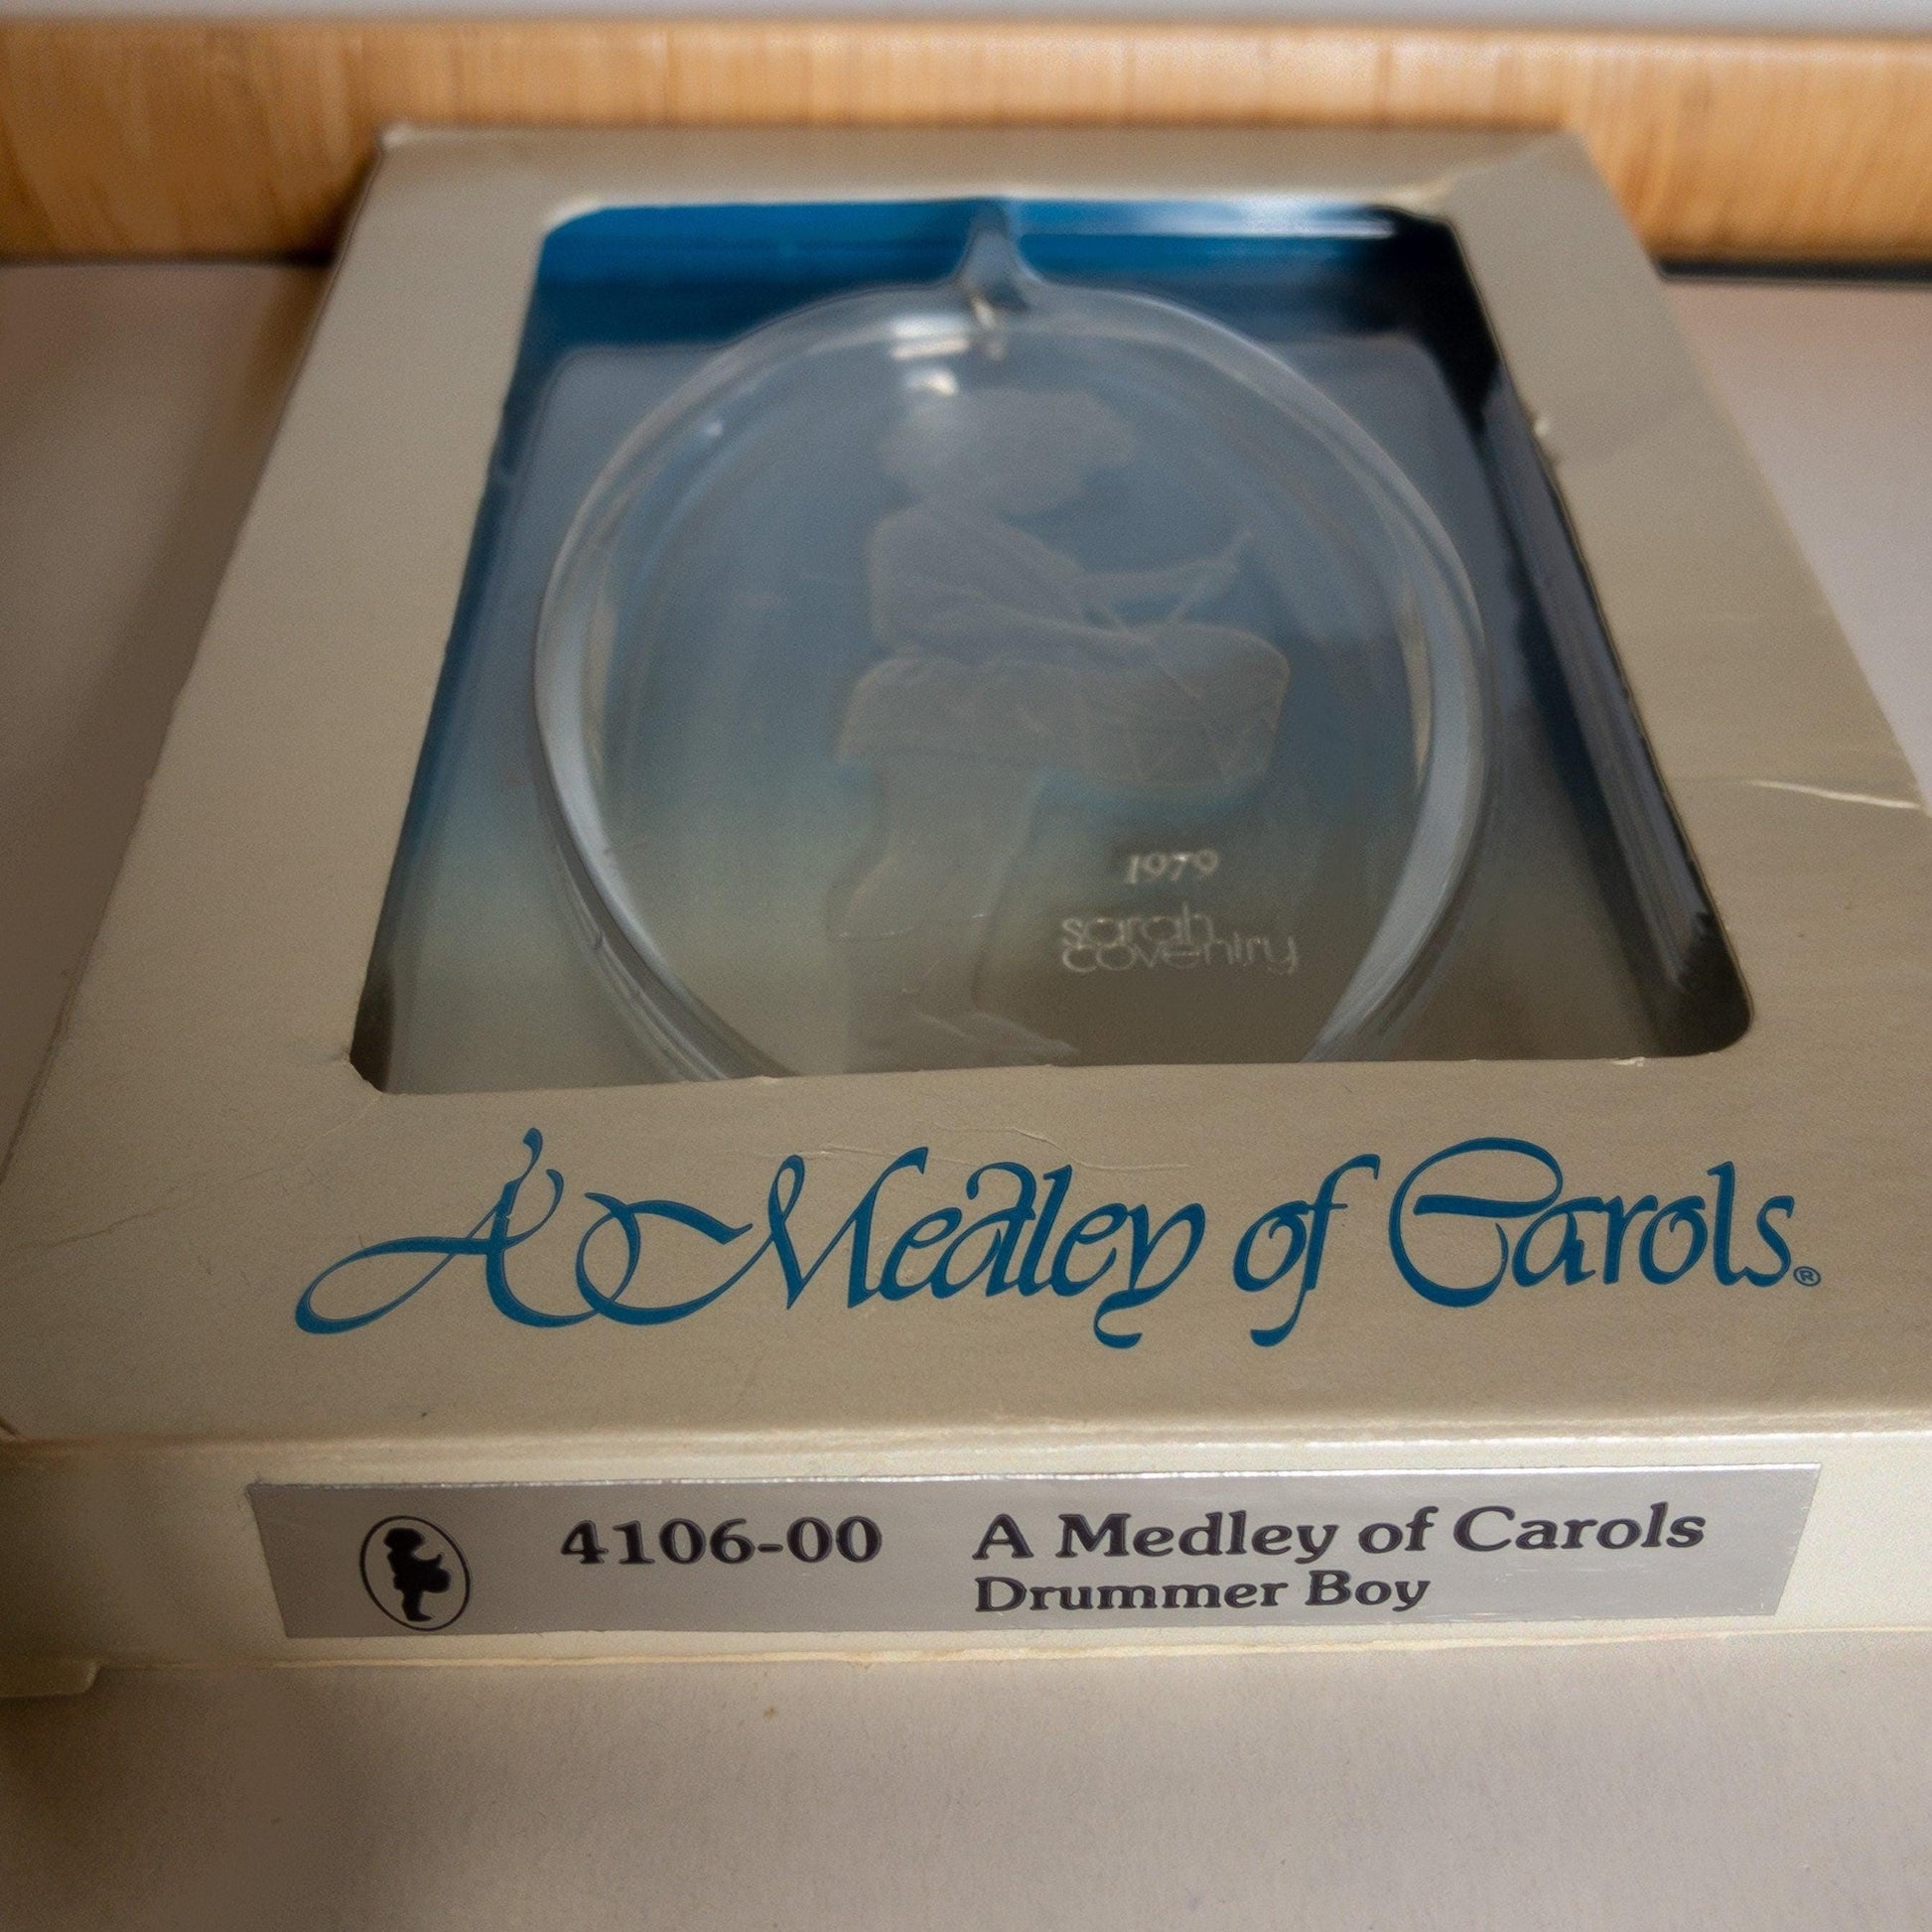 1979
sarah
coventry
A Medley of Carols®
4106-00 A Medley of Carols
Drummer Boy